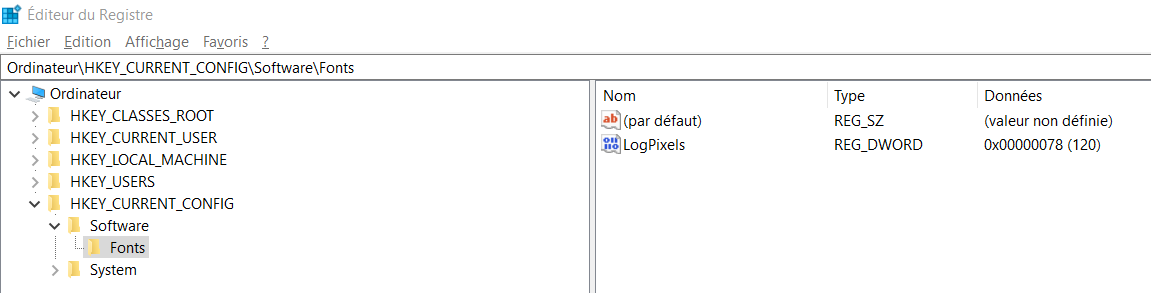 Éditeur du Registre
Fichier Edition Affichage Favoris ?
Ordinateur\HKEY_CURRENT_CONFIG\Software\Fonts
Ordinateur
HKEY_CLASSES_ROOT
HKEY_CURRENT_USER
HKEY_LOCAL_MACHINE
HKEY_USERS
HKEY_CURRENT_CONFIG
Software
Fonts
System
Nom Type Données
(par défaut) REG_SZ (valeur non définie)
LogPixels REG_DWORD 0x00000078 (120)